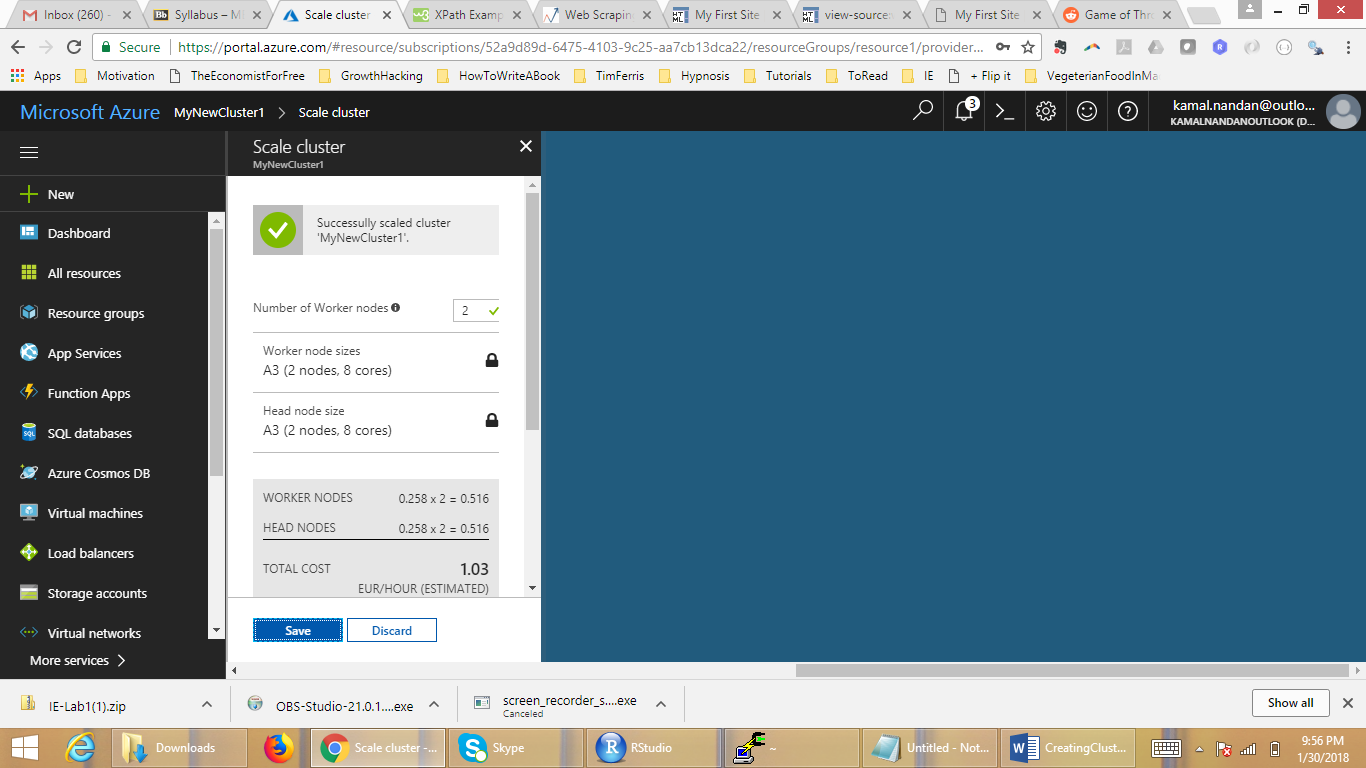 Inbox (260) -
Syllabus – MI
Scale cluster
XPath Examp
Web Scrapin
My First Site
view-source:
My First Site
Game of Thro
Secure
https://portal.azure.com/#resource/subscriptions/52a9d89d-6475-4103-9c25-aa7cb13dca22/resourceGroups/resource1/provider...
Apps
Motivation
TheEconomistForFree
GrowthHacking
HowToWriteABook
TimFerris
Hypnosis
Tutorials
ToRead
IE
+ Flip it
VegeterianFoodInMa
Microsoft Azure
MyNewCluster1
Scale cluster
3
kamal.nandan@outlo...
KAMALNANDANOUTLOOK (D...
New
Dashboard
All resources
Resource groups
App Services
Function Apps
SQL databases
Azure Cosmos DB
Virtual machines
Load balancers
Storage accounts
Virtual networks
More services
Scale cluster
MyNewCluster1
Successully scaled cluster
'MyNewCluster1'.
Number of Worker nodes
2
Worker node sizes
A3 (2 nodes, 8 cores)
Head node size
A3 (2 nodes, 8 cores)
WORKER NODES 0.258 x 2 = 0.516
HEAD NODES 0.258 x 2 = 0.516
TOTAL COST 1.03
EUR/HOUR (ESTIMATED)
Save
Discard
IE-Lab1(1).zip
OBS-Studio-21.0.1....exe
screen_recorder_s....exe
Canceled
Show all
Downloads
Scale cluster -...
Skype
RStudio
~
Untitled - Not...
CreatingClust...
9:56 PM
1/30/2018